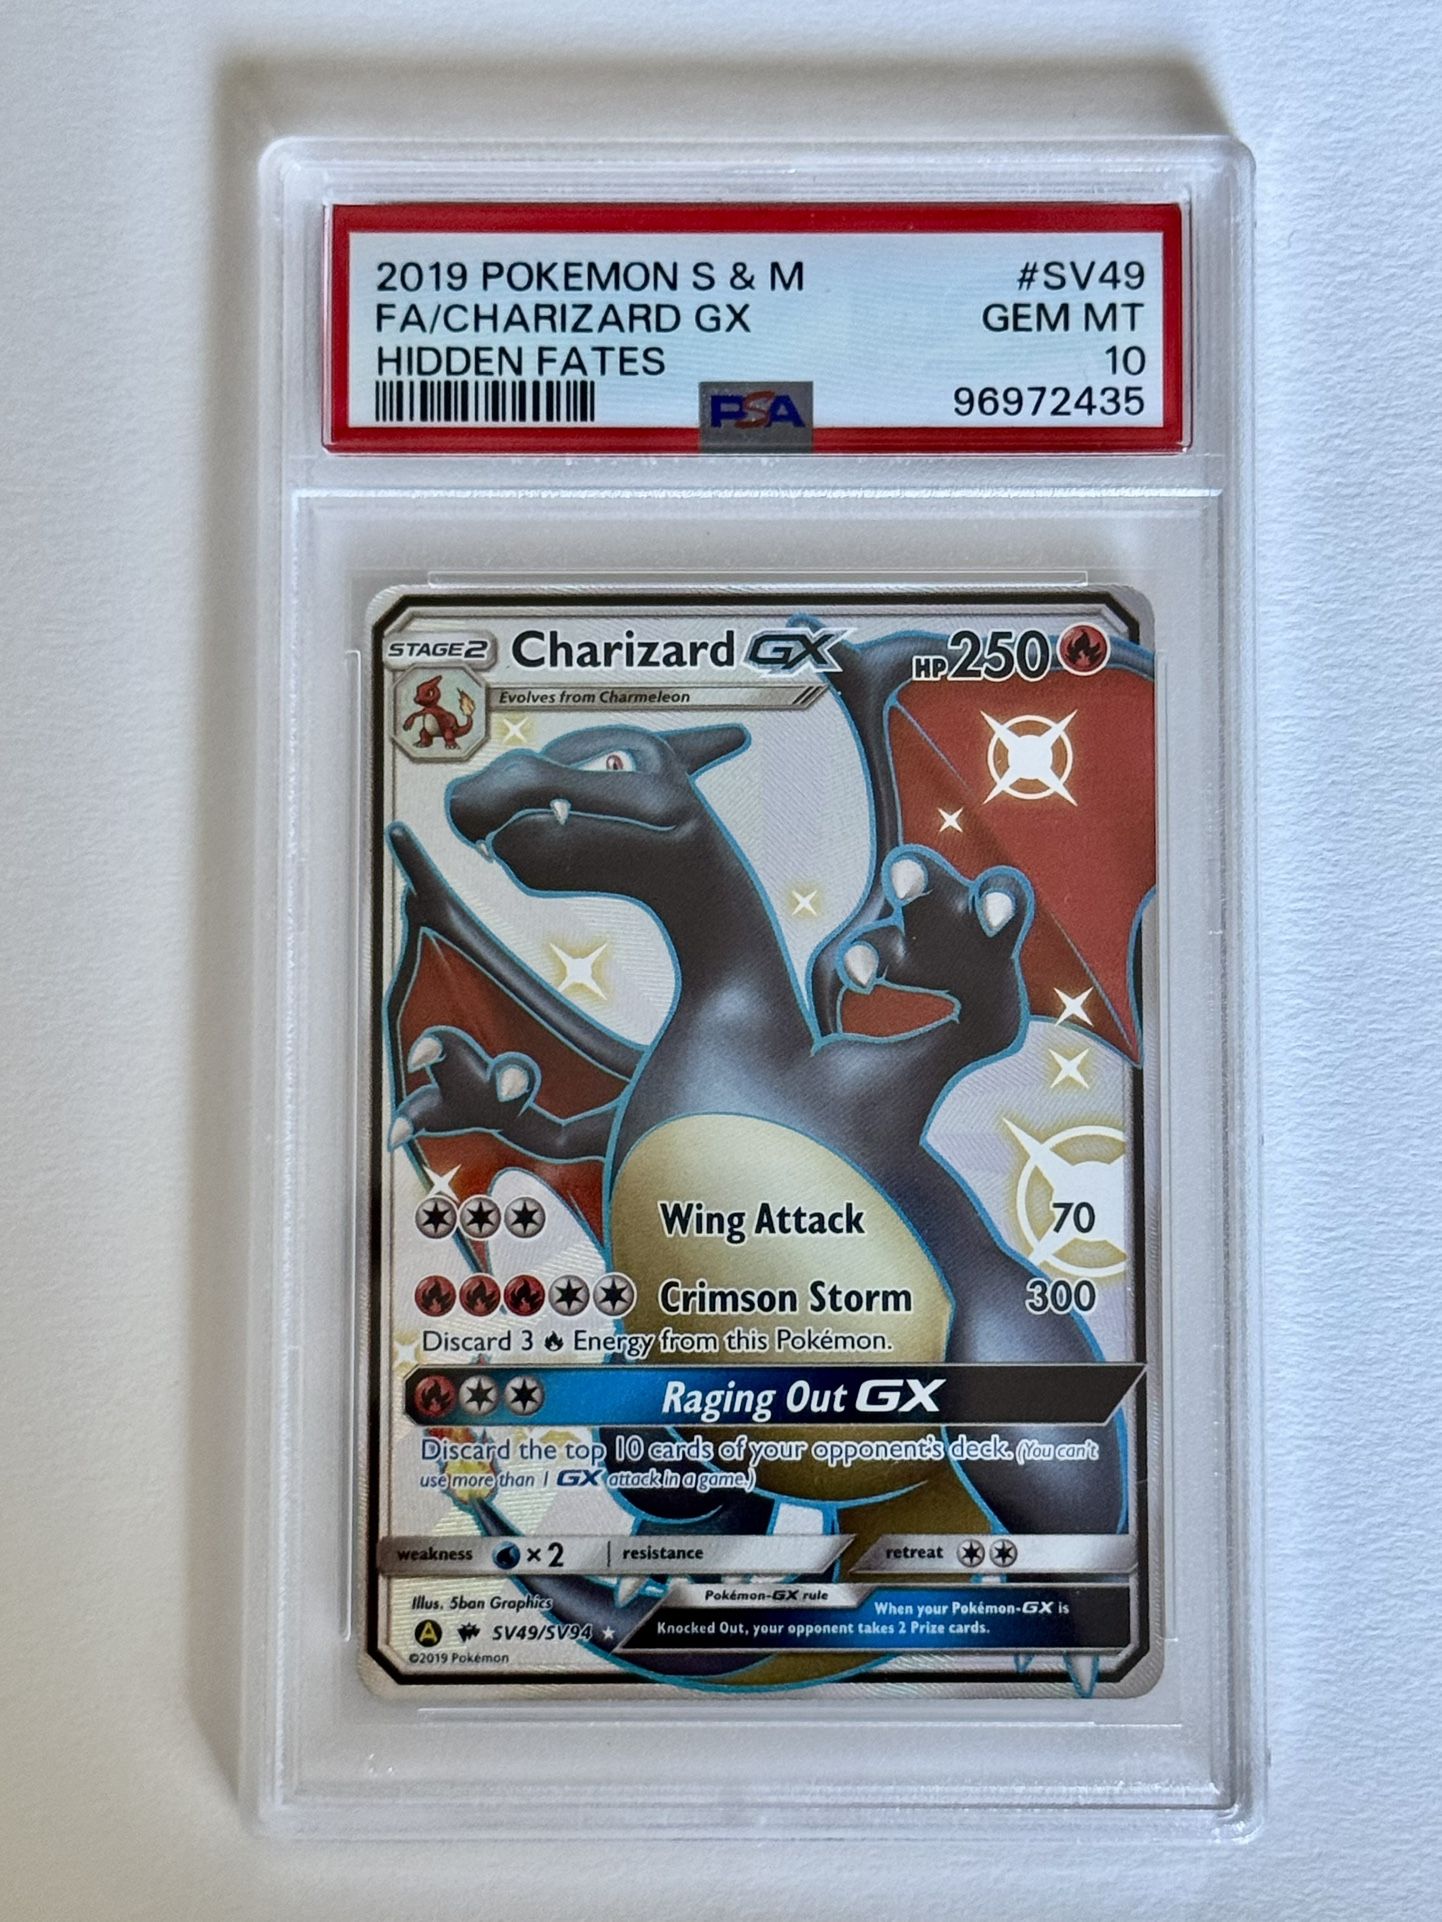 2019 POKEMON S & M #SV49
FA/CHARIZARD GX GEM MT
HIDDEN FATES 10
PSA 96972435
STAGE2 Charizard GX HP250
Evolves from Charmeleon
Wing Attack 70
Crimson Storm 300
Discard 3 Energy from this Pokémon.
Raging Out GX
Discard the top 10 cards of your opponent's deck. (You can't
use more than 1 GX attack in a game.)
weakness ×2 resistance retreat
Illus. 5ban Graphics Pokémon-GX rule When your Pokémon-GX is
A SV49/SV94 ★ Knocked Out, your opponent takes 2 Prize cards.
©2019 Pokémon